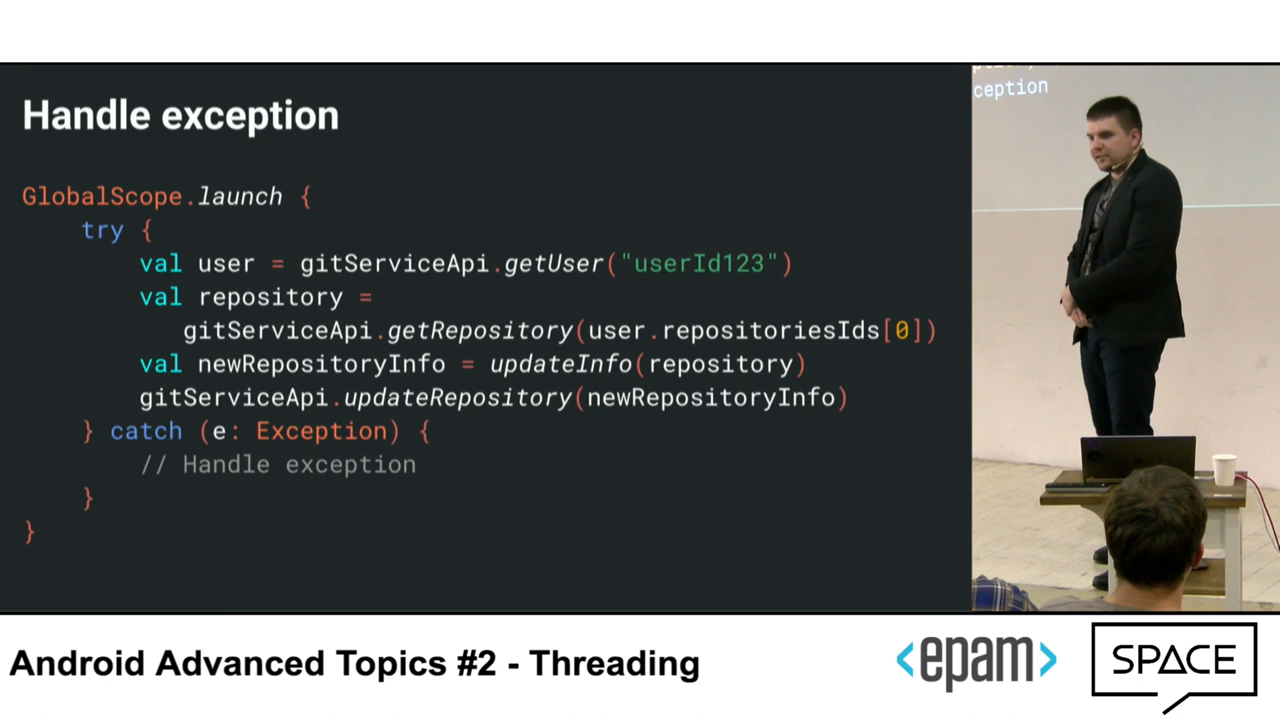 Handle exception
GlobalScope.launch {
    try {
        val user = gitServiceApi.getUser("userId123")
        val repository =
            gitServiceApi.getRepository(user.repositoriesIds[0])
        val newRepositoryInfo = updateInfo(repository)
        gitServiceApi.updateRepository(newRepositoryInfo)
    } catch (e: Exception) {
        // Handle exception
    }
}
ception
Android Advanced Topics #2 - Threading
<epam>
SPACE